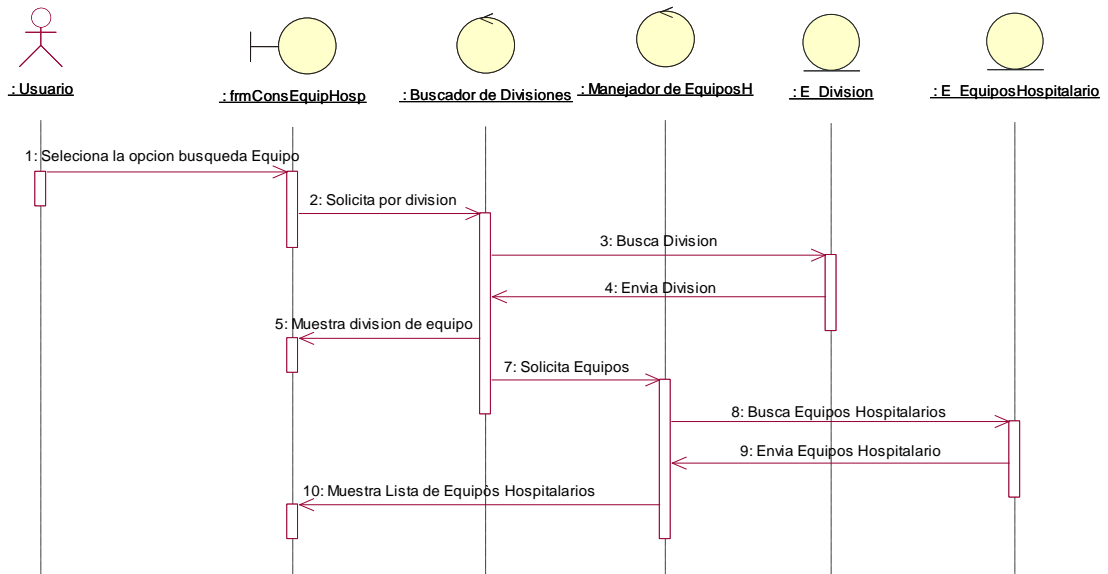 : Usuario
: frmConsEquipHosp
: Buscador de Divisiones
: Manejador de EquiposH
: E_Division
: E_EquiposHospitalario
1: Seleciona la opcion busqueda Equipo
2: Solicita por division
3: Busca Division
4: Envia Division
5: Muestra division de equipo
7: Solicita Equipos
8: Busca Equipos Hospitalarios
9: Envia Equipos Hospitalario
10: Muestra Lista de Equipos Hospitalarios